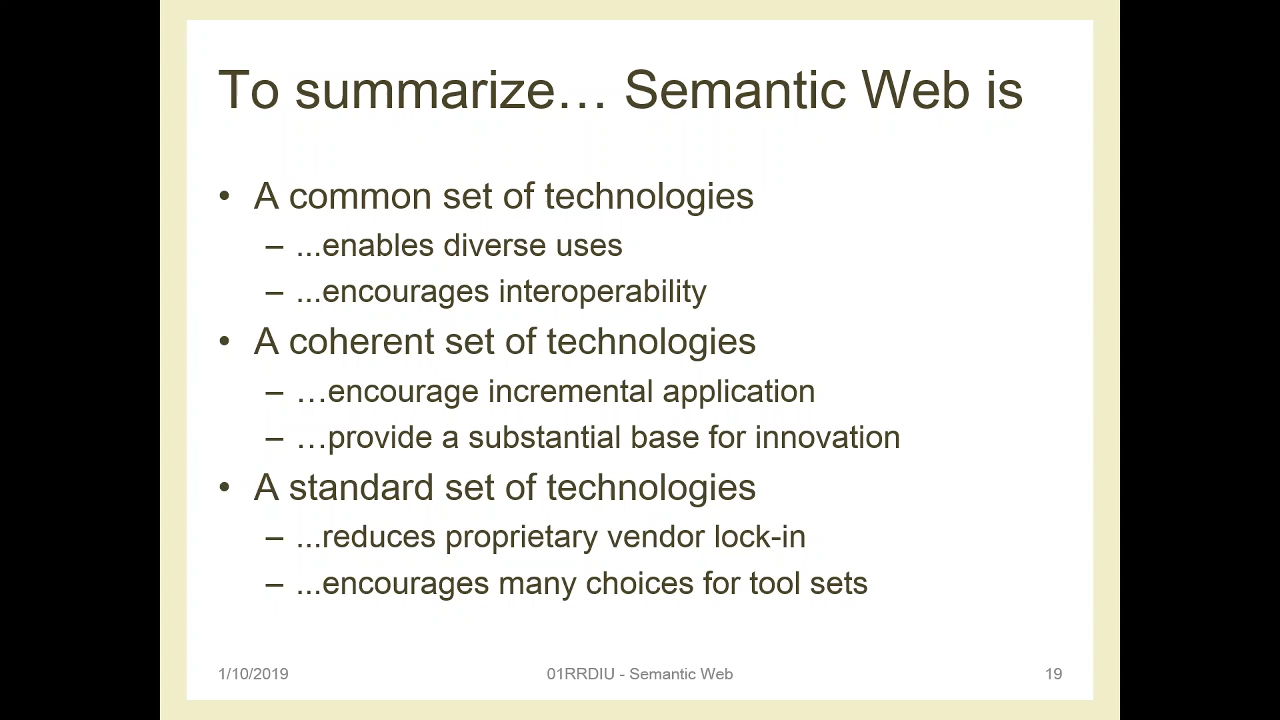 To summarize… Semantic Web is
• A common set of technologies
– ...enables diverse uses
– ...encourages interoperability
• A coherent set of technologies
– …encourage incremental application
– …provide a substantial base for innovation
• A standard set of technologies
– ...reduces proprietary vendor lock-in
– ...encourages many choices for tool sets
1/10/2019 01RRDIU - Semantic Web 19